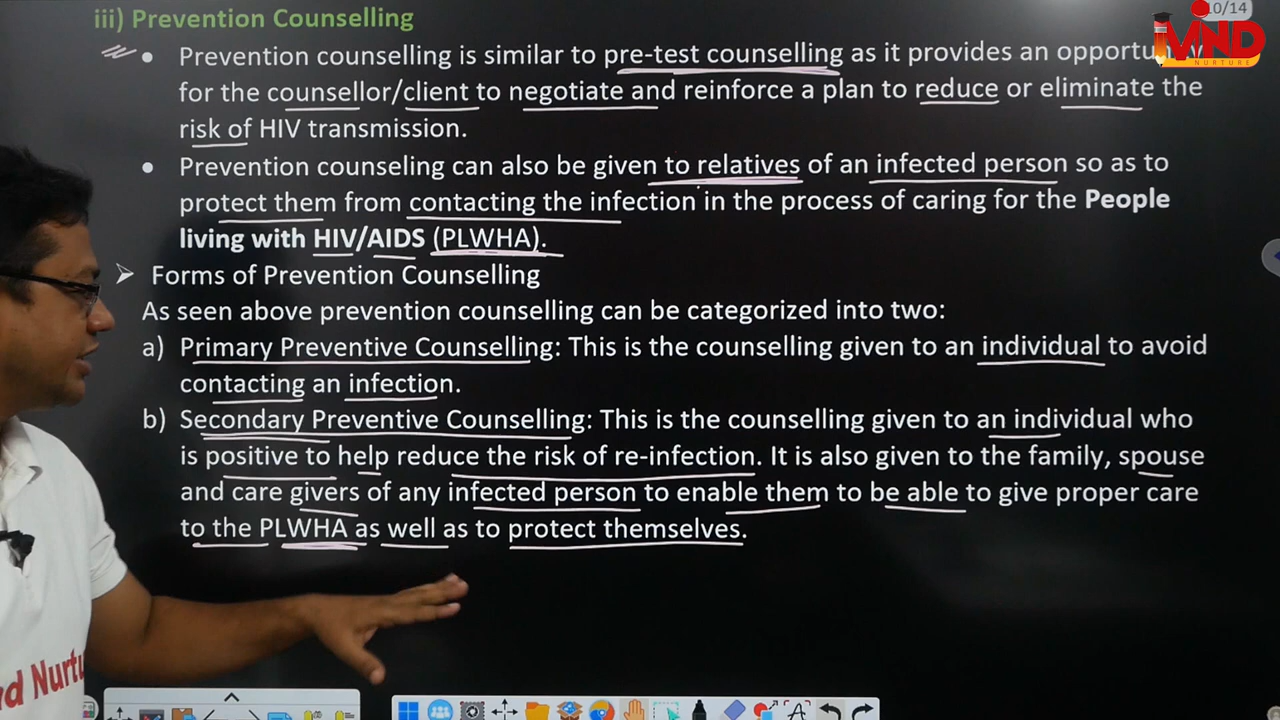 iii) Prevention Counselling
10/14
MIND
NURTURE
• Prevention counselling is similar to pre-test counselling as it provides an opportunity
for the counsellor/client to negotiate and reinforce a plan to reduce or eliminate the
risk of HIV transmission.
• Prevention counseling can also be given to relatives of an infected person so as to
protect them from contacting the infection in the process of caring for the People
living with HIV/AIDS (PLWHA).
➢ Forms of Prevention Counselling
As seen above prevention counselling can be categorized into two:
a) Primary Preventive Counselling: This is the counselling given to an individual to avoid
contacting an infection.
b) Secondary Preventive Counselling: This is the counselling given to an individual who
is positive to help reduce the risk of re-infection. It is also given to the family, spouse
and care givers of any infected person to enable them to be able to give proper care
to the PLWHA as well as to protect themselves.